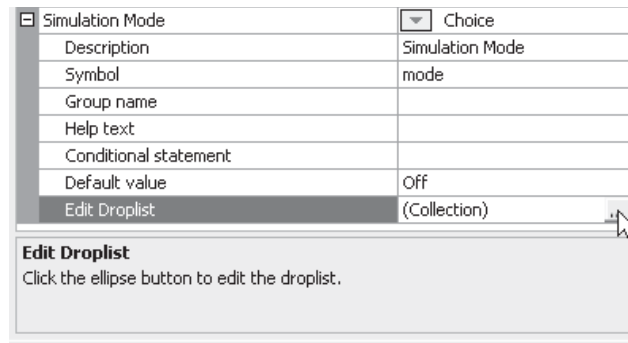 Simulation Mode Choice
Description Simulation Mode
Symbol mode
Group name
Help text
Conditional statement
Default value Off
Edit Droplist (Collection) ...
Edit Droplist
Click the ellipse button to edit the droplist.